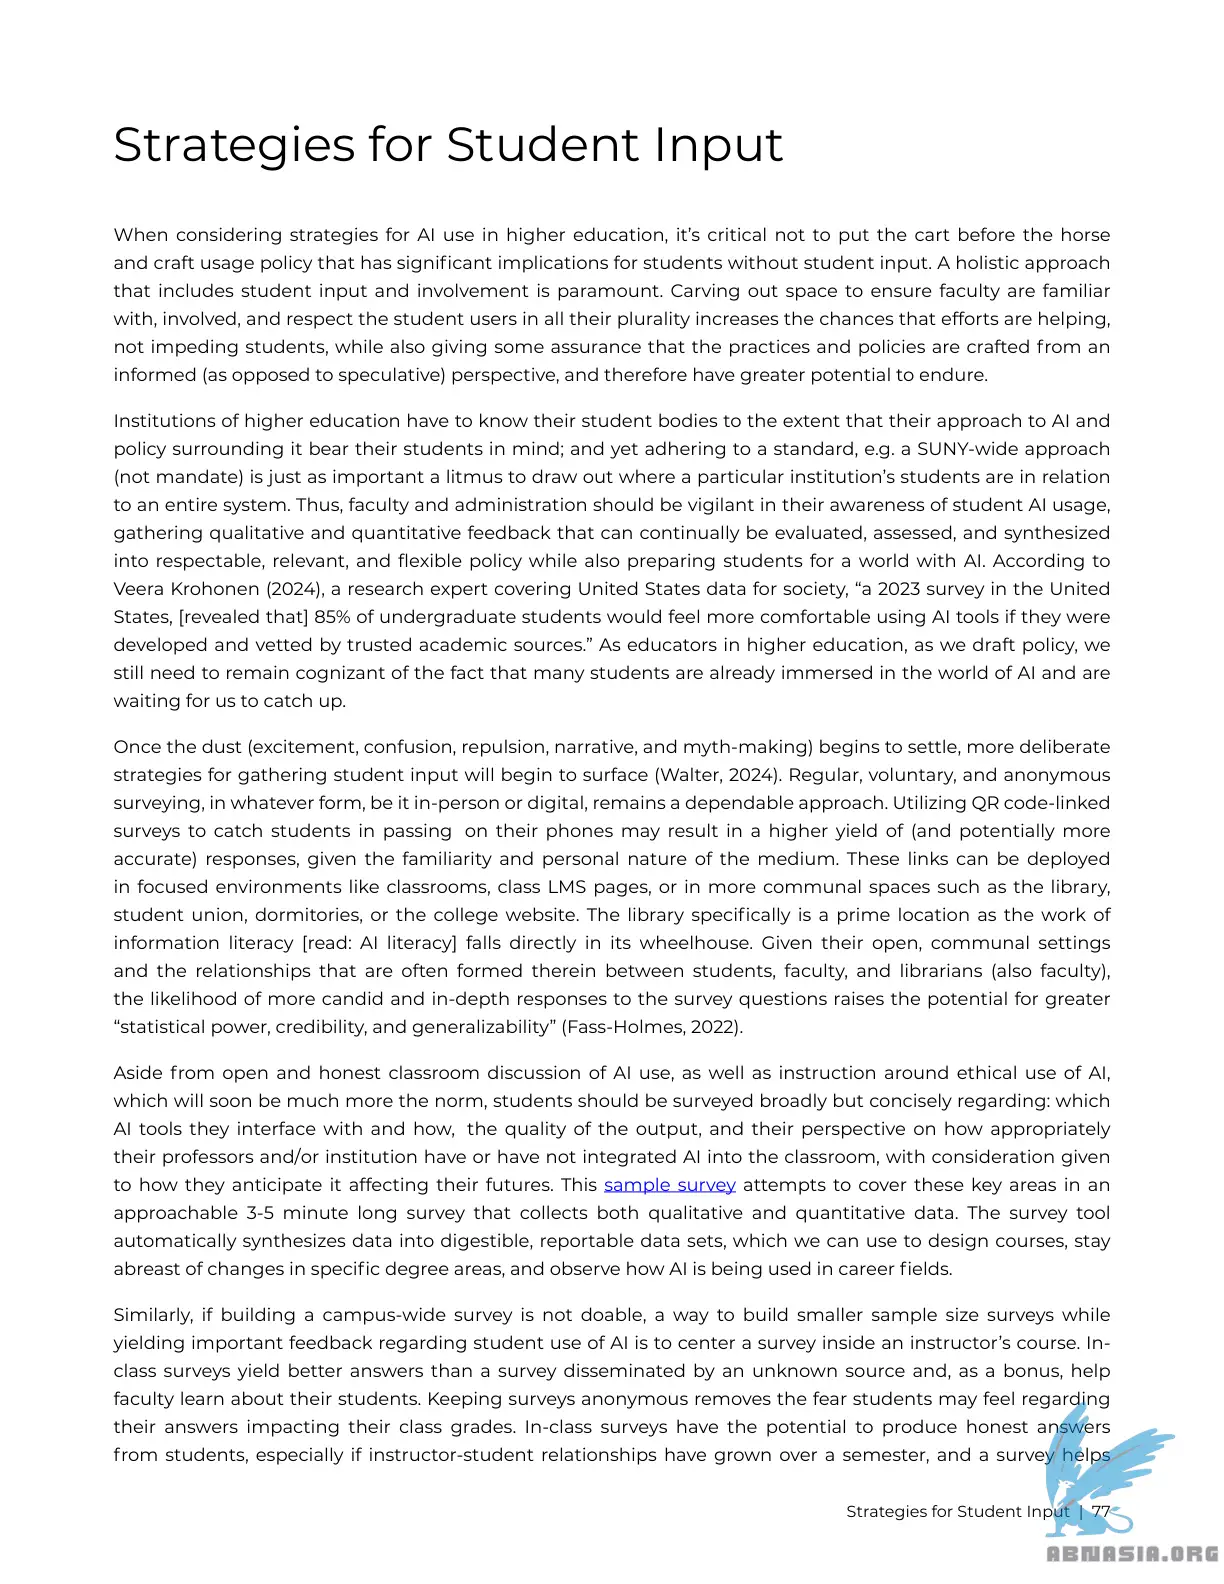 Strategies for Student Input
When considering strategies for AI use in higher education, it’s critical not to put the cart before the horse
and craft usage policy that has significant implications for students without student input. A holistic approach
that includes student input and involvement is paramount. Carving out space to ensure faculty are familiar
with, involved, and respect the student users in all their plurality increases the chances that efforts are helping,
not impeding students, while also giving some assurance that the practices and policies are crafted from an
informed (as opposed to speculative) perspective, and therefore have greater potential to endure.
Institutions of higher education have to know their student bodies to the extent that their approach to AI and
policy surrounding it bear their students in mind; and yet adhering to a standard, e.g. a SUNY-wide approach
(not mandate) is just as important a litmus to draw out where a particular institution’s students are in relation
to an entire system. Thus, faculty and administration should be vigilant in their awareness of student AI usage,
gathering qualitative and quantitative feedback that can continually be evaluated, assessed, and synthesized
into respectable, relevant, and flexible policy while also preparing students for a world with AI. According to
Veera Krohonen (2024), a research expert covering United States data for society, “a 2023 survey in the United
States, [revealed that] 85% of undergraduate students would feel more comfortable using AI tools if they were
developed and vetted by trusted academic sources.” As educators in higher education, as we draft policy, we
still need to remain cognizant of the fact that many students are already immersed in the world of AI and are
waiting for us to catch up.
Once the dust (excitement, confusion, repulsion, narrative, and myth-making) begins to settle, more deliberate
strategies for gathering student input will begin to surface (Walter, 2024). Regular, voluntary, and anonymous
surveying, in whatever form, be it in-person or digital, remains a dependable approach. Utilizing QR code-linked
surveys to catch students in passing on their phones may result in a higher yield of (and potentially more
accurate) responses, given the familiarity and personal nature of the medium. These links can be deployed
in focused environments like classrooms, class LMS pages, or in more communal spaces such as the library,
student union, dormitories, or the college website. The library specifically is a prime location as the work of
information literacy [read: AI literacy] falls directly in its wheelhouse. Given their open, communal settings
and the relationships that are often formed therein between students, faculty, and librarians (also faculty),
the likelihood of more candid and in-depth responses to the survey questions raises the potential for greater
“statistical power, credibility, and generalizability” (Fass-Holmes, 2022).
Aside from open and honest classroom discussion of AI use, as well as instruction around ethical use of AI,
which will soon be much more the norm, students should be surveyed broadly but concisely regarding: which
AI tools they interface with and how, the quality of the output, and their perspective on how appropriately
their professors and/or institution have or have not integrated AI into the classroom, with consideration given
to how they anticipate it affecting their futures. This sample survey attempts to cover these key areas in an
approachable 3-5 minute long survey that collects both qualitative and quantitative data. The survey tool
automatically synthesizes data into digestible, reportable data sets, which we can use to design courses, stay
abreast of changes in specific degree areas, and observe how AI is being used in career fields.
Similarly, if building a campus-wide survey is not doable, a way to build smaller sample size surveys while
yielding important feedback regarding student use of AI is to center a survey inside an instructor’s course. In-
class surveys yield better answers than a survey disseminated by an unknown source and, as a bonus, help
faculty learn about their students. Keeping surveys anonymous removes the fear students may feel regarding
their answers impacting their class grades. In-class surveys have the potential to produce honest answers
from students, especially if instructor-student relationships have grown over a semester, and a survey helps
Strategies for Student Input | 77
ABNASIA.ORG